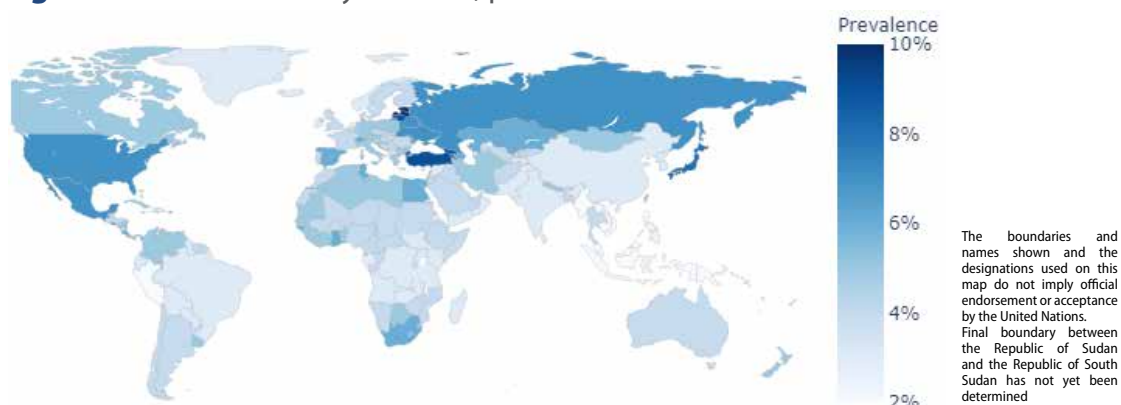 Prevalence
10%
8%
6%
4%
2%
The boundaries and
names shown and the
designations used on this
map do not imply official
endorsement or acceptance
by the United Nations.
Final boundary between
the Republic of Sudan
and the Republic of South
Sudan has not yet been
determined